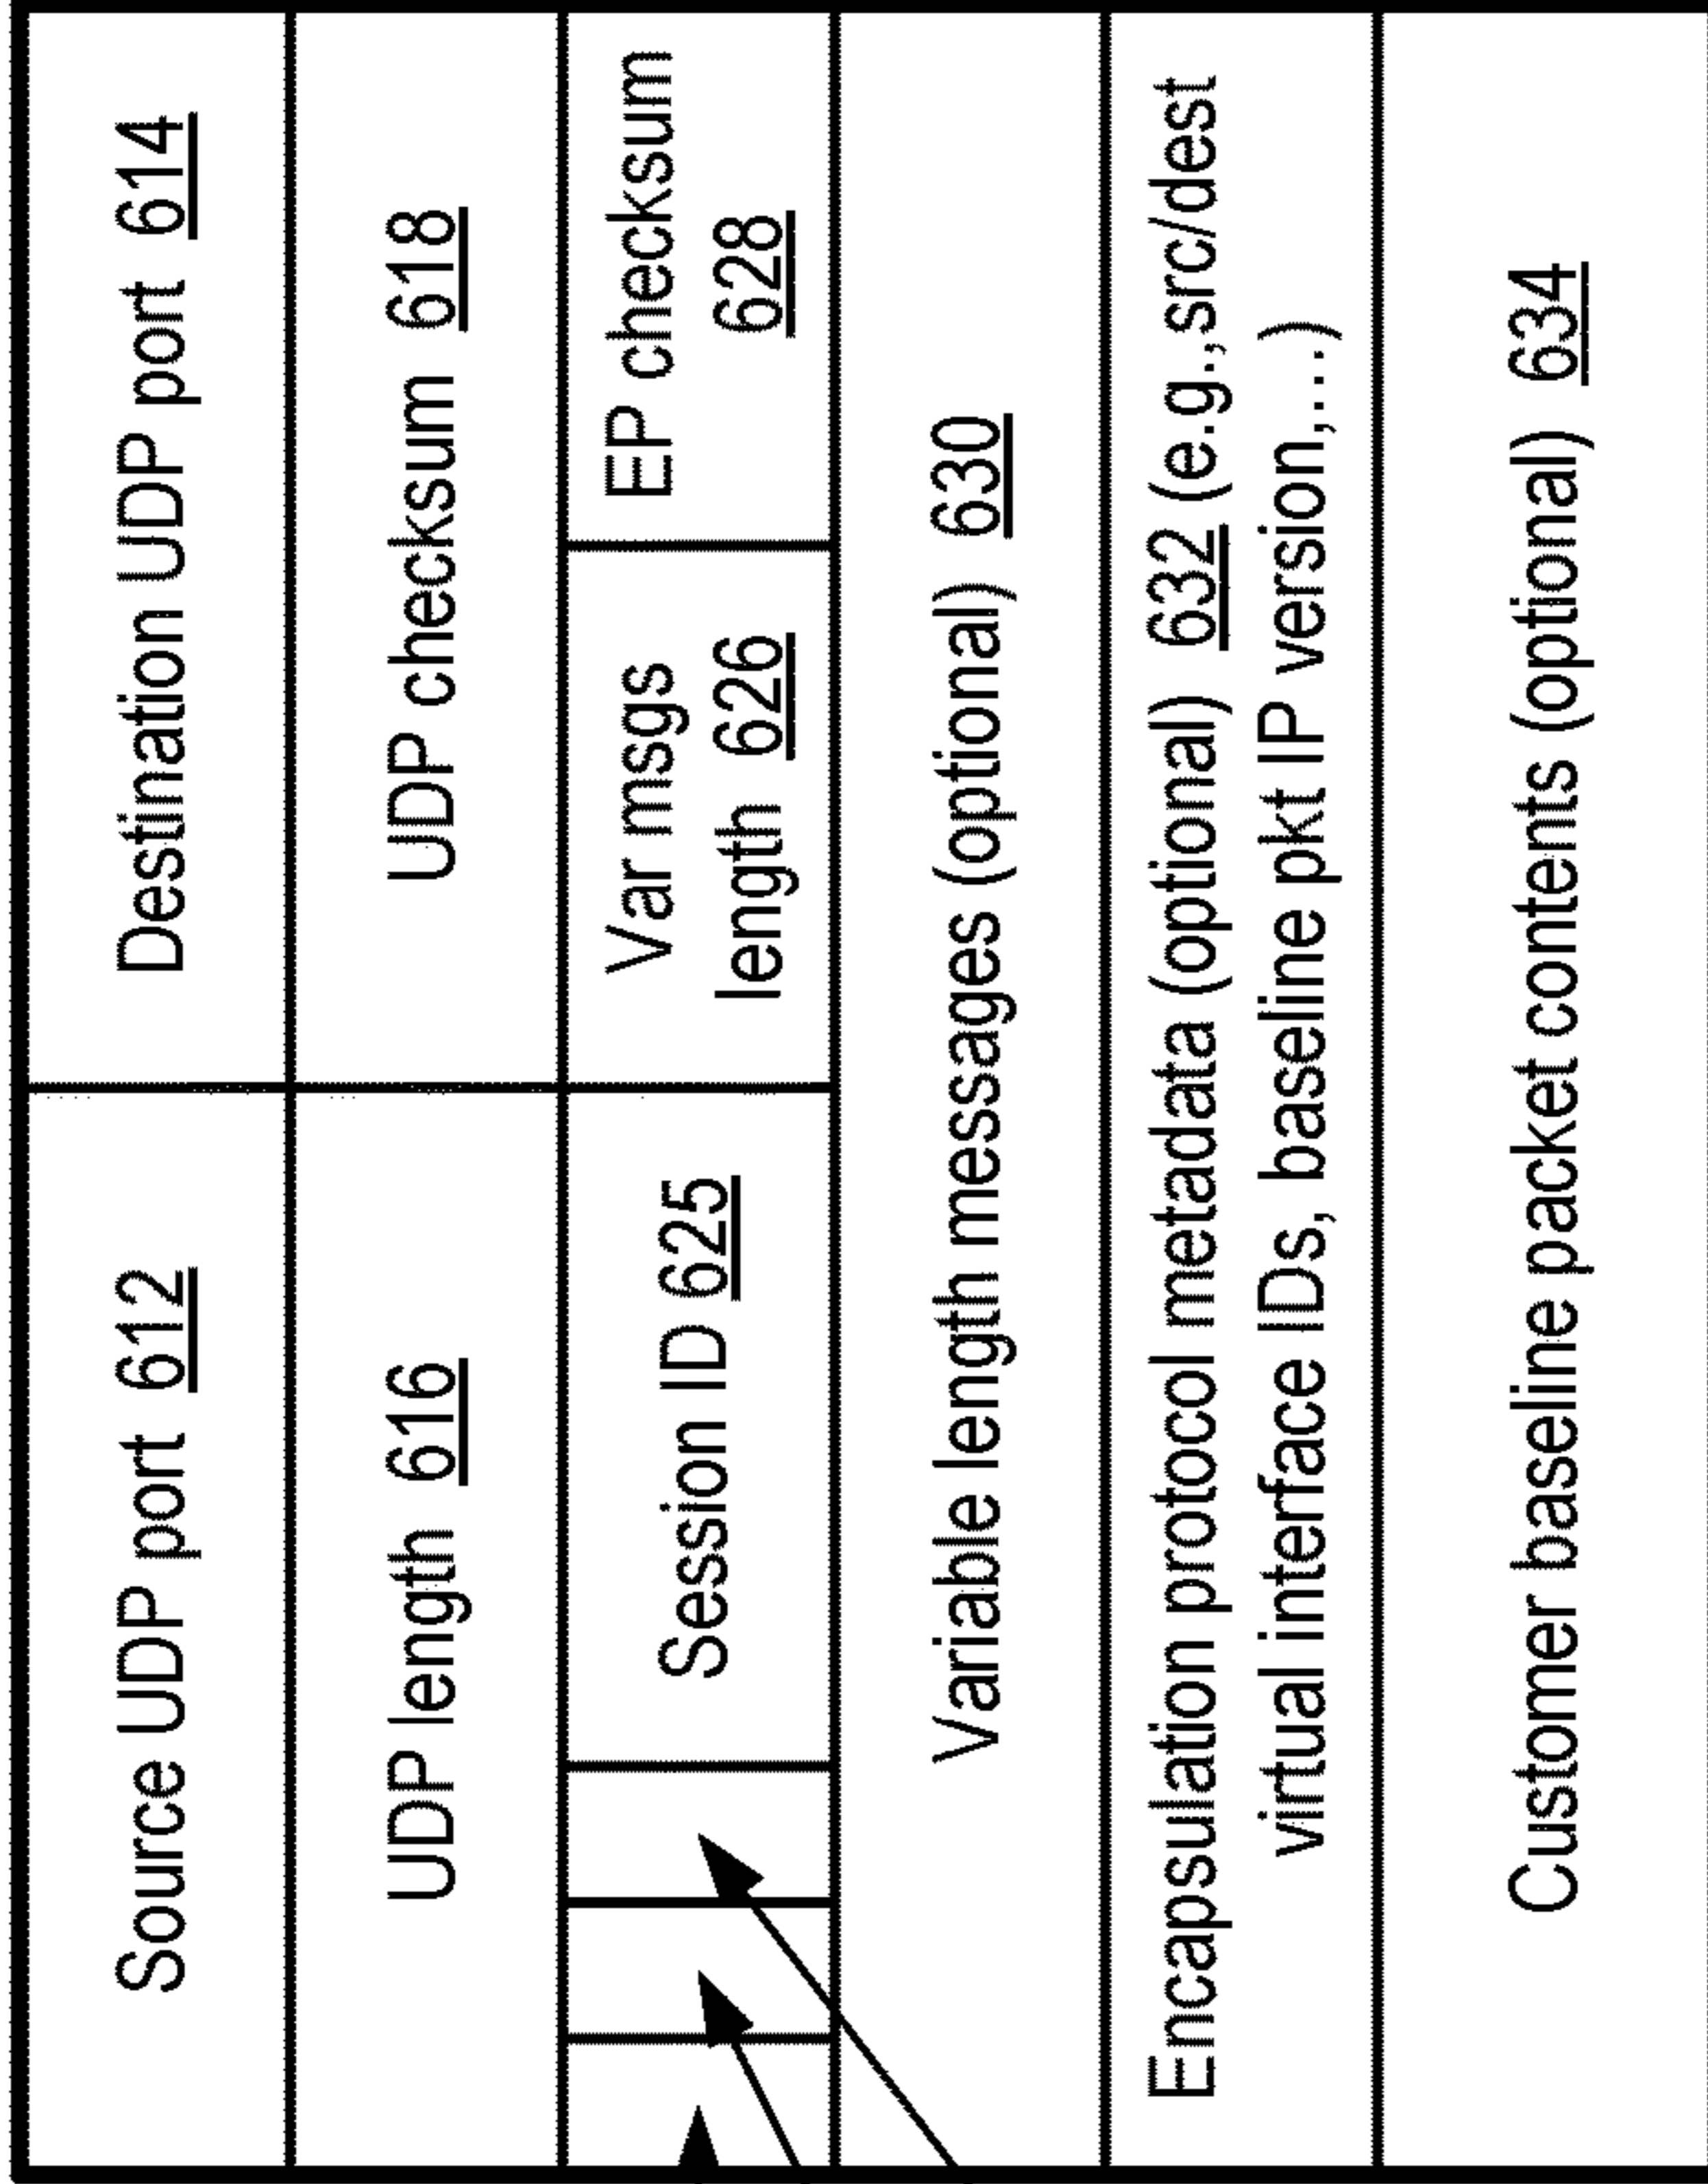 Source UDP port 612
Destination UDP port 614
UDP length 616
UDP checksum 618
Session ID 625
Var msgs
length 626
EP checksum
628
Variable length messages (optional) 630
Encapsulation protocol metadata (optional) 632 (e.g.,src/dest
virtual interface IDs, baseline pkt IP version,...)
Customer baseline packet contents (optional) 634